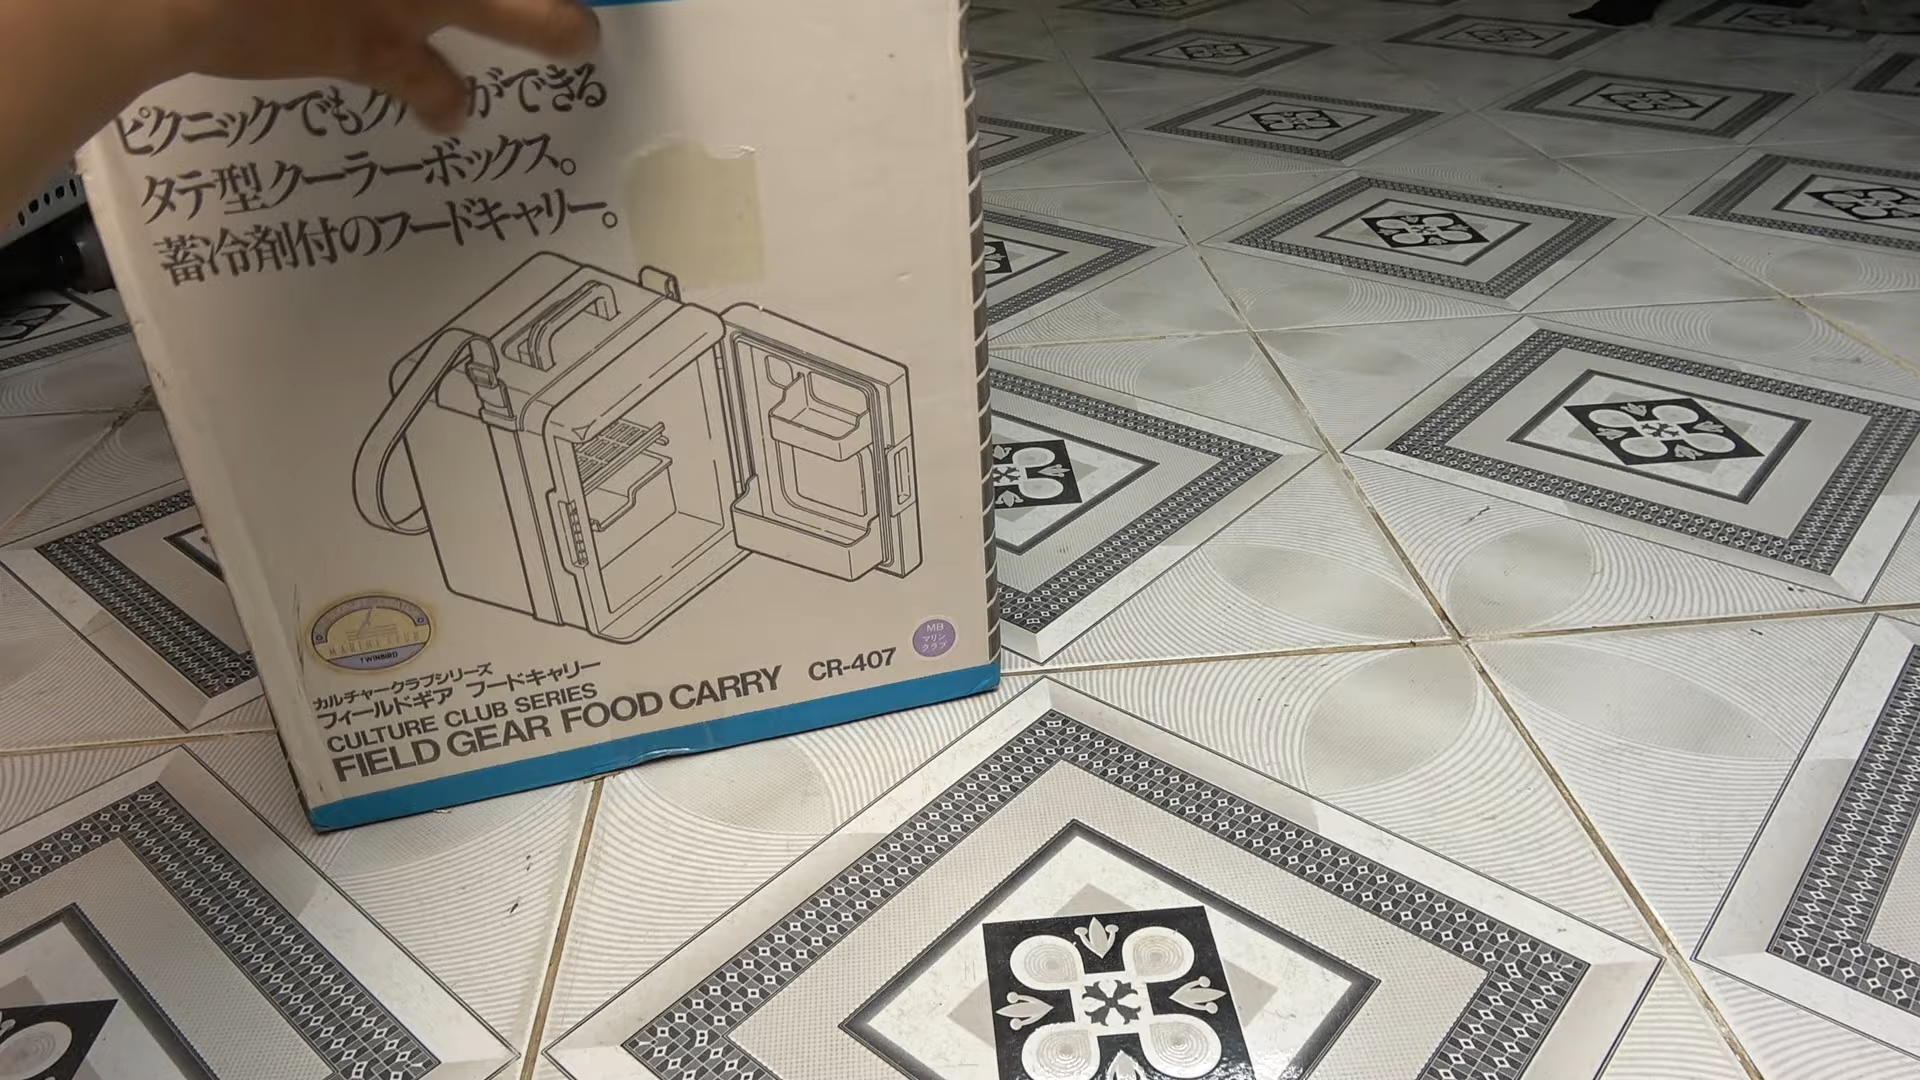 ピクニックでもク が できる
タテ型クーラーボックス。
蓄冷剤付のフードキャリー。
MARINE CLUB
TWINBIRD
MB
マリン
クラブ
カルチャークラブシリーズ
フィールドギア フードキャリー
CULTURE CLUB SERIES
FIELD GEAR FOOD CARRY CR-407